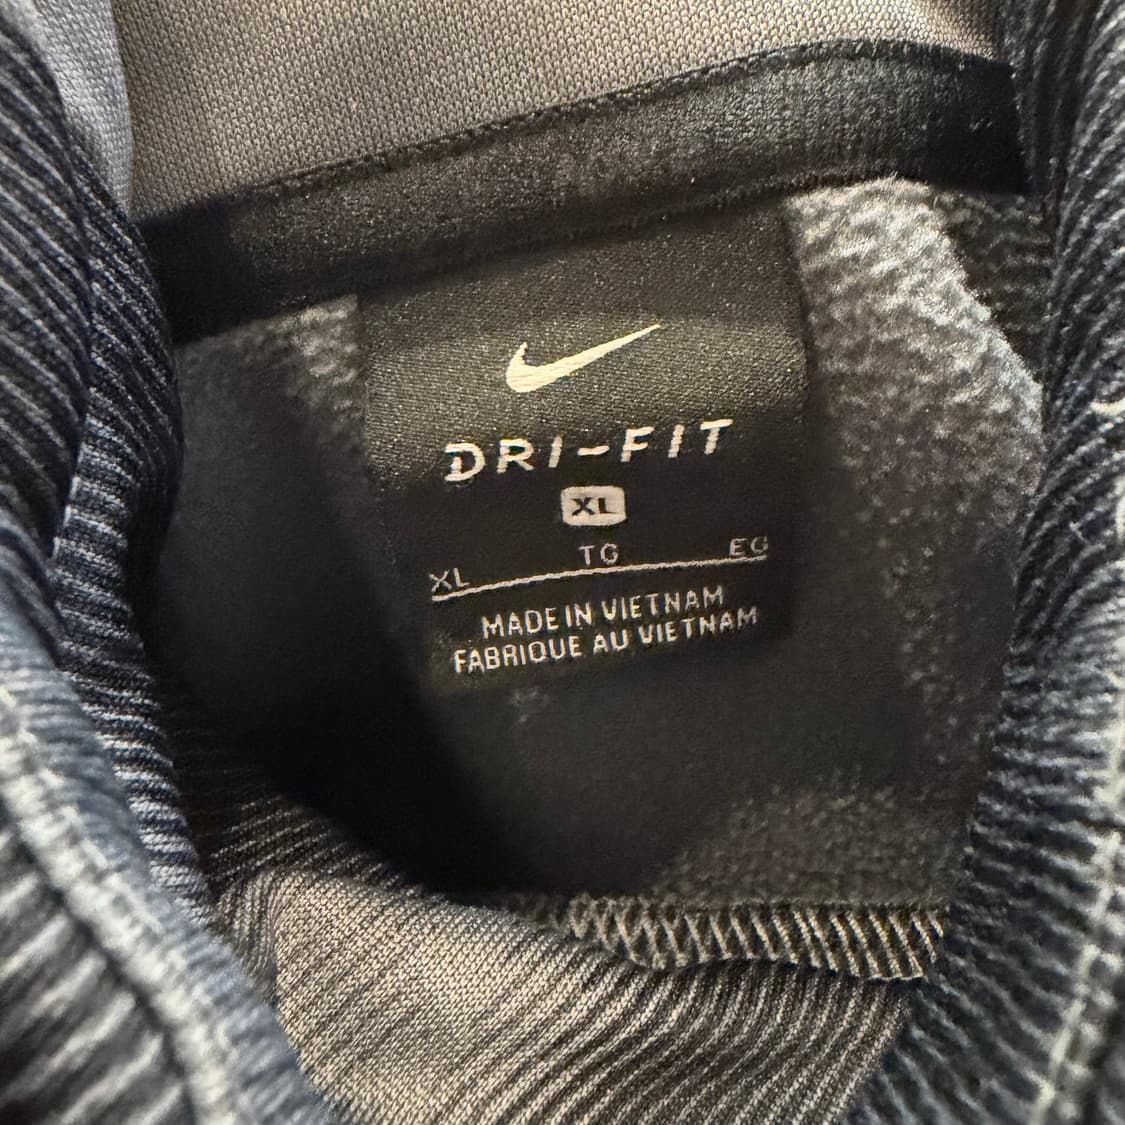 DRI-FIT
XL
XL TG EG
MADE IN VIETNAM
FABRIQUE AU VIETNAM